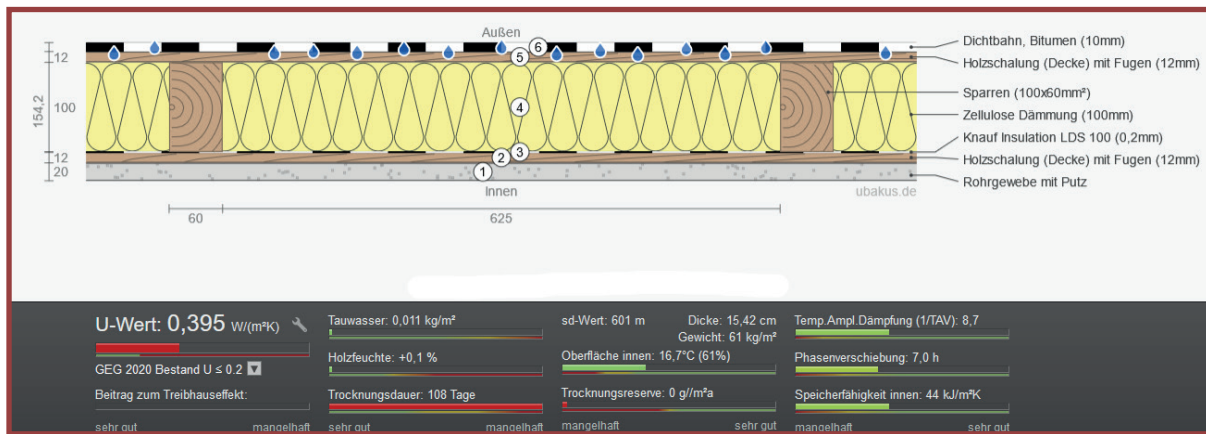 Außen
Dichtbahn, Bitumen (10mm)
Holzschalung (Decke) mit Fugen (12mm)
Sparren (100x60mm²)
Zellulose Dämmung (100mm)
Knauf Insulation LDS 100 (0,2mm)
Holzschalung (Decke) mit Fugen (12mm)
Rohrgewebe mit Putz
154,2
12
100
12
20
6
5
4
3
2
1
Innen
ubakus.de
60
625
U-Wert: 0,395 W/(m²K)
GEG 2020 Bestand U ≤ 0.2
Beitrag zum Treibhauseffekt:
sehr gut mangelhaft
Tauwasser: 0,011 kg/m²
Holzfeuchte: +0,1 %
Trocknungsdauer: 108 Tage
sehr gut mangelhaft
sd-Wert: 601 m Dicke: 15,42 cm
Gewicht: 61 kg/m²
Oberfläche innen: 16,7°C (61%)
Trocknungsreserve: 0 g//m²a
mangelhaft sehr gut
Temp.Ampl.Dämpfung (1/TAV): 8,7
Phasenverschiebung: 7,0 h
Speicherfähigkeit innen: 44 kJ/m²K
mangelhaft sehr gut